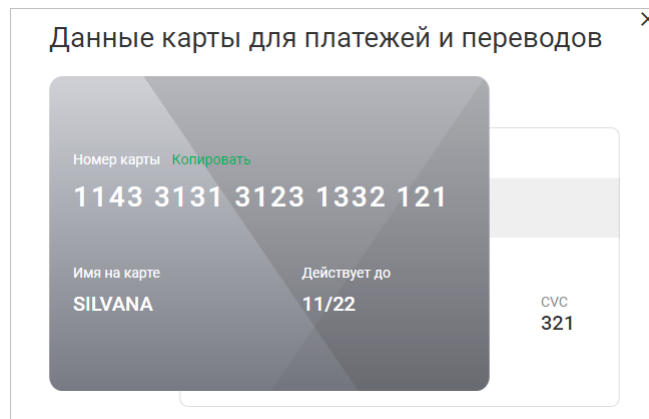 Данные карты для платежей и переводов
Номер карты Копировать
1143 3131 3123 1332 121
Имя на карте Действует до
SILVANA 11/22
CVC
321